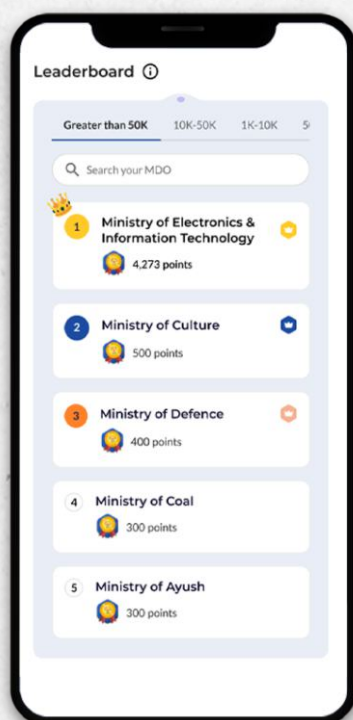 Leaderboard
Greater than 50K 10K-50K 1K-10K
Search your MDO
1
Ministry of Electronics &
Information Technology
4,273 points
2
Ministry of Culture
500 points
3
Ministry of Defence
400 points
4
Ministry of Coal
300 points
5
Ministry of Ayush
300 points